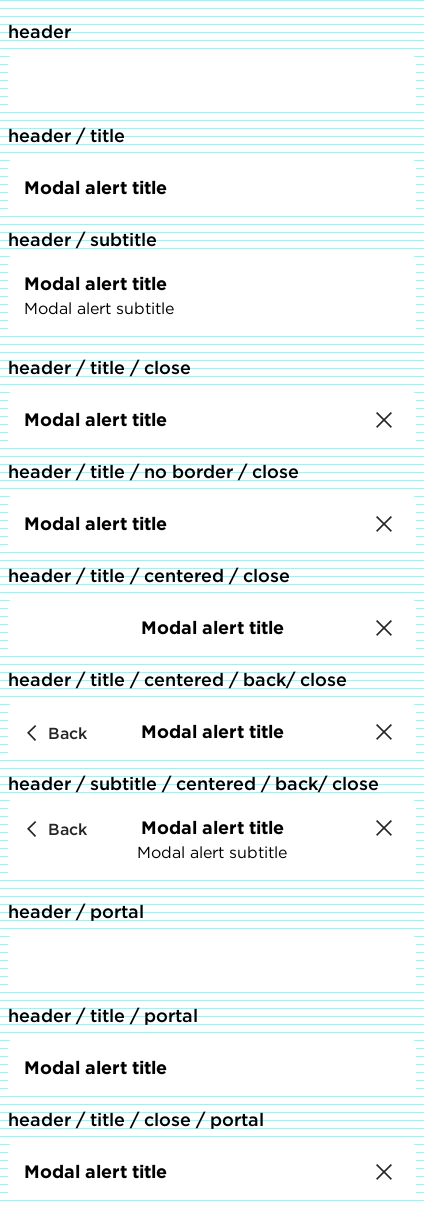 header
header / title
Modal alert title
header / subtitle
Modal alert title
Modal alert subtitle
header / title / close
Modal alert title
header / title / no border / close
Modal alert title
header / title / centered / close
Modal alert title
header / title / centered / back/ close
Back Modal alert title
header / subtitle / centered / back/ close
Back Modal alert title
Modal alert subtitle
header / portal
header / title / portal
Modal alert title
header / title / close / portal
Modal alert title